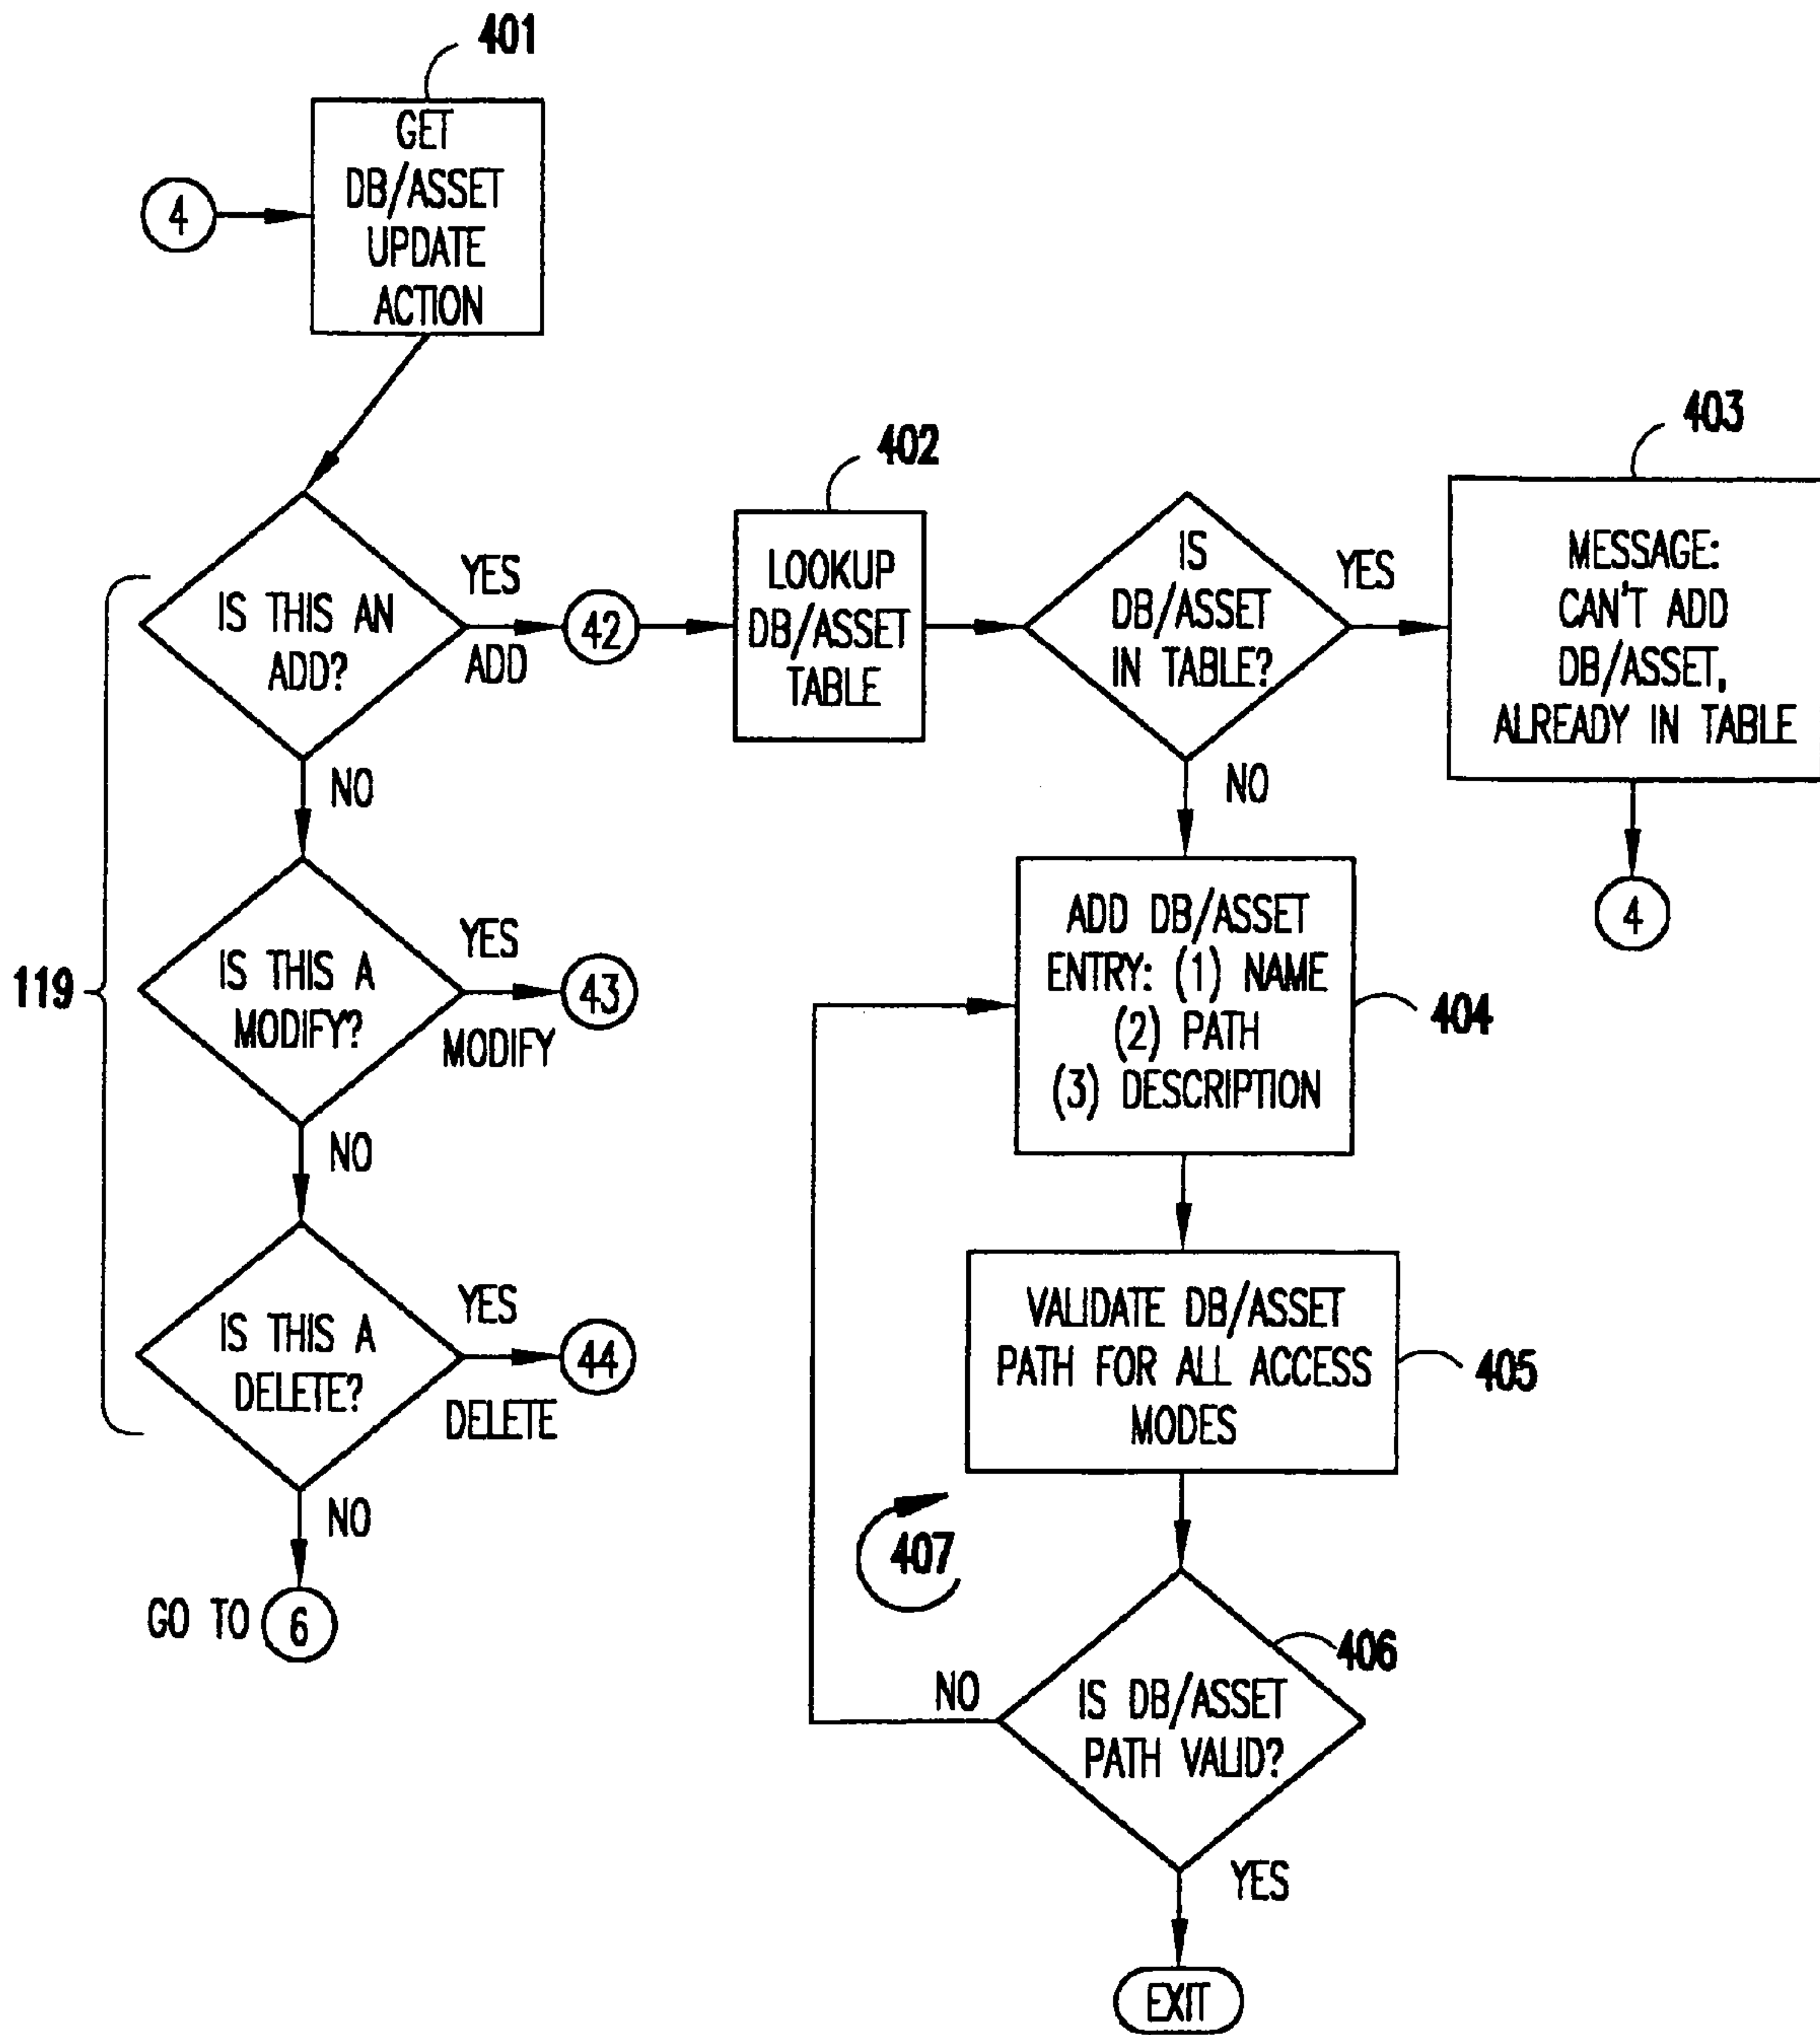 401
GET
DB/ASSET
UPDATE
ACTION
4
402
403
IS THIS AN
ADD?
YES
ADD
42
LOOKUP
DB/ASSET
TABLE
IS
DB/ASSET
IN TABLE?
YES
MESSAGE:
CAN'T ADD
DB/ASSET,
ALREADY IN TABLE
NO
NO
4
119
IS THIS A
MODIFY?
YES
MODIFY
43
ADD DB/ASSET
ENTRY: (1) NAME
(2) PATH
(3) DESCRIPTION
404
NO
IS THIS A
DELETE?
YES
DELETE
44
VALIDATE DB/ASSET
PATH FOR ALL ACCESS
MODES
405
NO
GO TO 6
407
406
NO
IS DB/ASSET
PATH VALID?
YES
EXIT